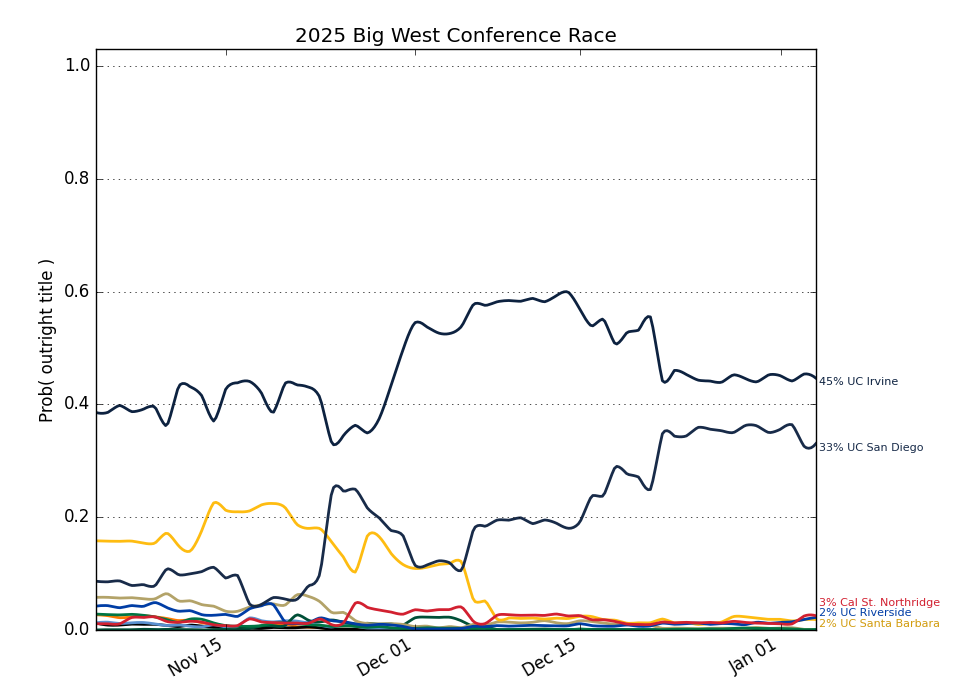 2025 Big West Conference Race
Prob( outright title )
1.0
0.8
0.6
0.4
0.2
0.0
Nov 15
Dec 01
Dec 15
Jan 01
45% UC Irvine
33% UC San Diego
3% Cal St. Northridge
2% UC Riverside
2% UC Santa Barbara